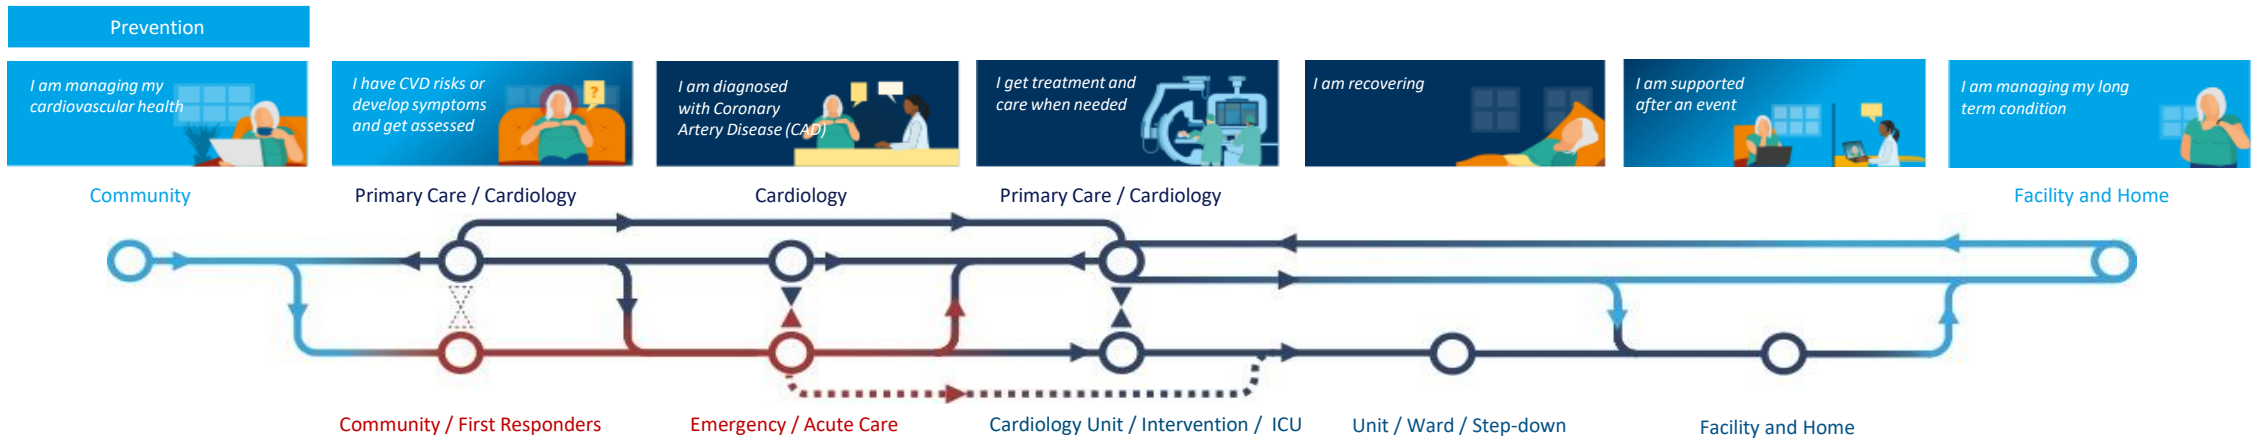 Prevention
I am managing my
cardiovascular health
I have CVD risks or
develop symptoms
and get assessed
?
I am diagnosed
with Coronary
Artery Disease (CAD)
I get treatment and
care when needed
I am recovering
I am supported
after an event
I am managing my long
term condition
Community
Primary Care / Cardiology
Cardiology
Primary Care / Cardiology
Facility and Home
Community / First Responders
Emergency / Acute Care
Cardiology Unit / Intervention / ICU
Unit / Ward / Step-down
Facility and Home